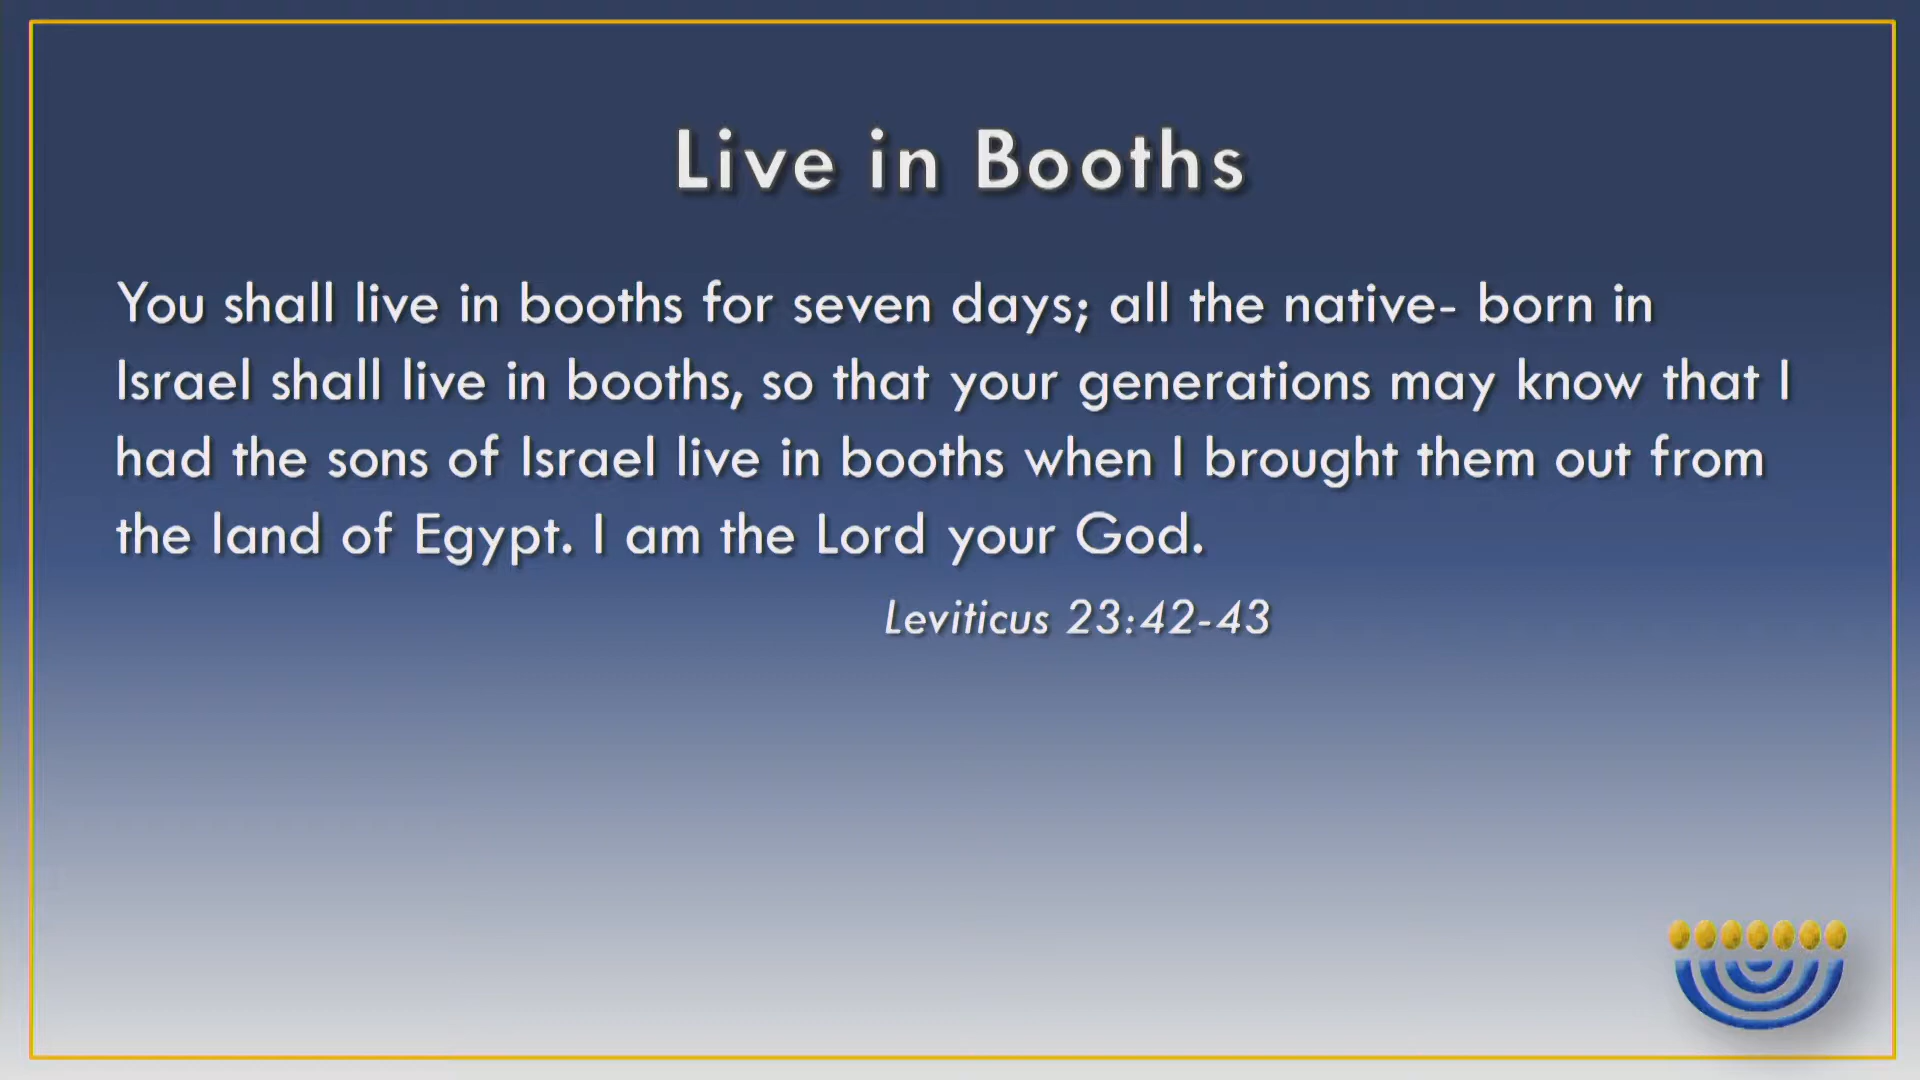 Live in Booths
You shall live in booths for seven days; all the native- born in
Israel shall live in booths, so that your generations may know that I
had the sons of Israel live in booths when I brought them out from
the land of Egypt. I am the Lord your God.
Leviticus 23:42-43